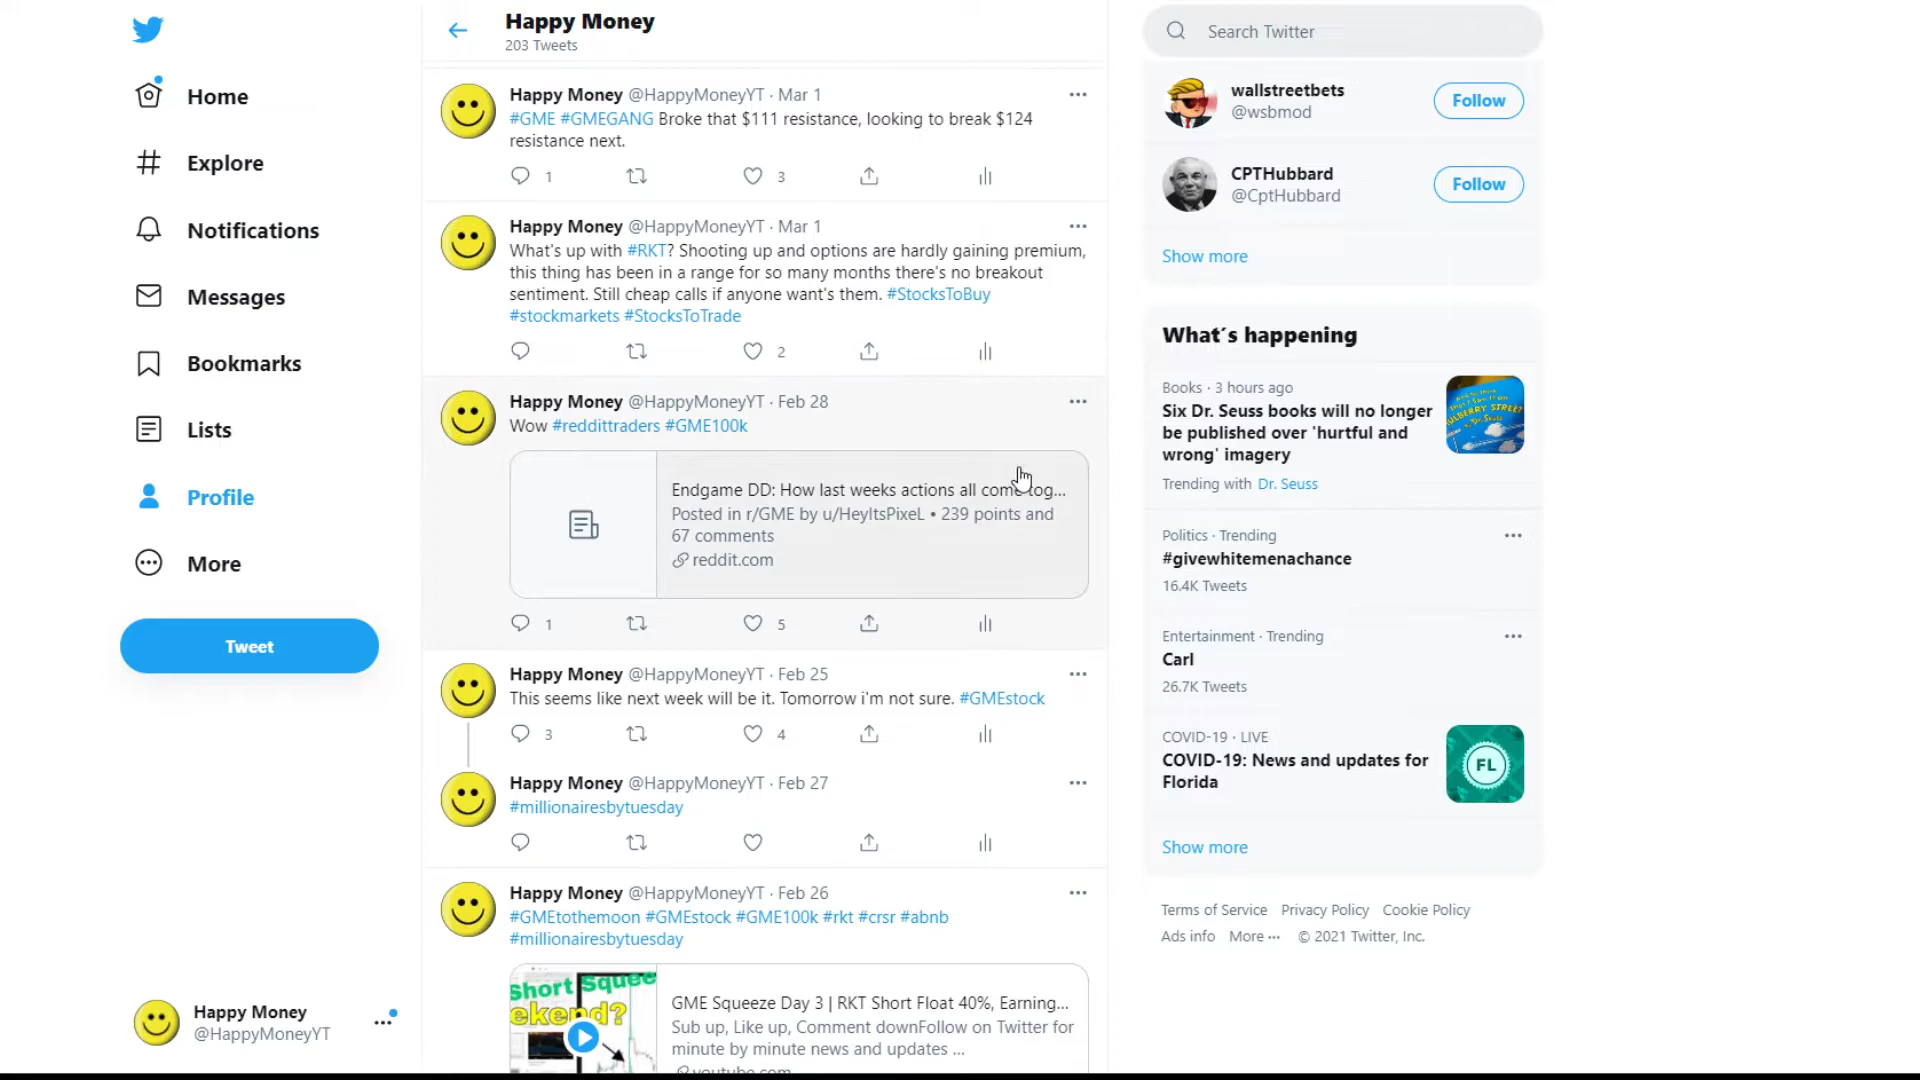 Home
Explore
Notifications
Messages
Bookmarks
Lists
Profile
More
Tweet
Happy Money
@HappyMoneyYT
Happy Money
203 Tweets
Happy Money @HappyMoneyYT · Mar 1
#GME #GMEGANG Broke that $111 resistance, looking to break $124
resistance next.
1
3
Happy Money @HappyMoneyYT · Mar 1
What's up with #RKT? Shooting up and options are hardly gaining premium,
this thing has been in a range for so many months there's no breakout
sentiment. Still cheap calls if anyone want's them. #StocksToBuy
#stockmarkets #StocksToTrade
2
Happy Money @HappyMoneyYT · Feb 28
Wow #reddittraders #GME100k
Endgame DD: How last weeks actions all come tog...
Posted in r/GME by u/HeyItsPixeL • 239 points and
67 comments
reddit.com
1
5
Happy Money @HappyMoneyYT · Feb 25
This seems like next week will be it. Tomorrow i'm not sure. #GMEstock
3
4
Happy Money @HappyMoneyYT · Feb 27
#millionairesbytuesday
Happy Money @HappyMoneyYT · Feb 26
#GMEtothemoon #GMEstock #GME100k #rkt #crsr #abnb
#millionairesbytuesday
Short Squee
ekend?
GME Squeeze Day 3 | RKT Short Float 40%, Earning...
Sub up, Like up, Comment downFollow on Twitter for
minute by minute news and updates ...
youtube.com
Search Twitter
wallstreetbets
@wsbmod
Follow
CPTHubbard
@CptHubbard
Follow
Show more
What's happening
Books · 3 hours ago
Six Dr. Seuss books will no longer
be published over 'hurtful and
wrong' imagery
Trending with Dr. Seuss
Politics · Trending
#givewhitemenachance
16.4K Tweets
Entertainment · Trending
Carl
26.7K Tweets
COVID-19 · LIVE
COVID-19: News and updates for
Florida
FL
Show more
Terms of Service Privacy Policy Cookie Policy
Ads info More ··· © 2021 Twitter, Inc.